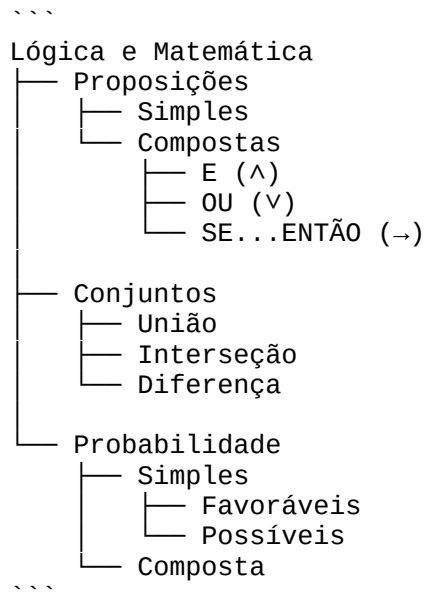 ```
Lógica e Matemática
├── Proposições
│   ├── Simples
│   └── Compostas
│       ├── E (∧)
│       ├── OU (∨)
│       └── SE...ENTÃO (→)
│
├── Conjuntos
│   ├── União
│   ├── Interseção
│   └── Diferença
│
└── Probabilidade
    ├── Simples
    │   ├── Favoráveis
    │   └── Possíveis
    └── Composta
```